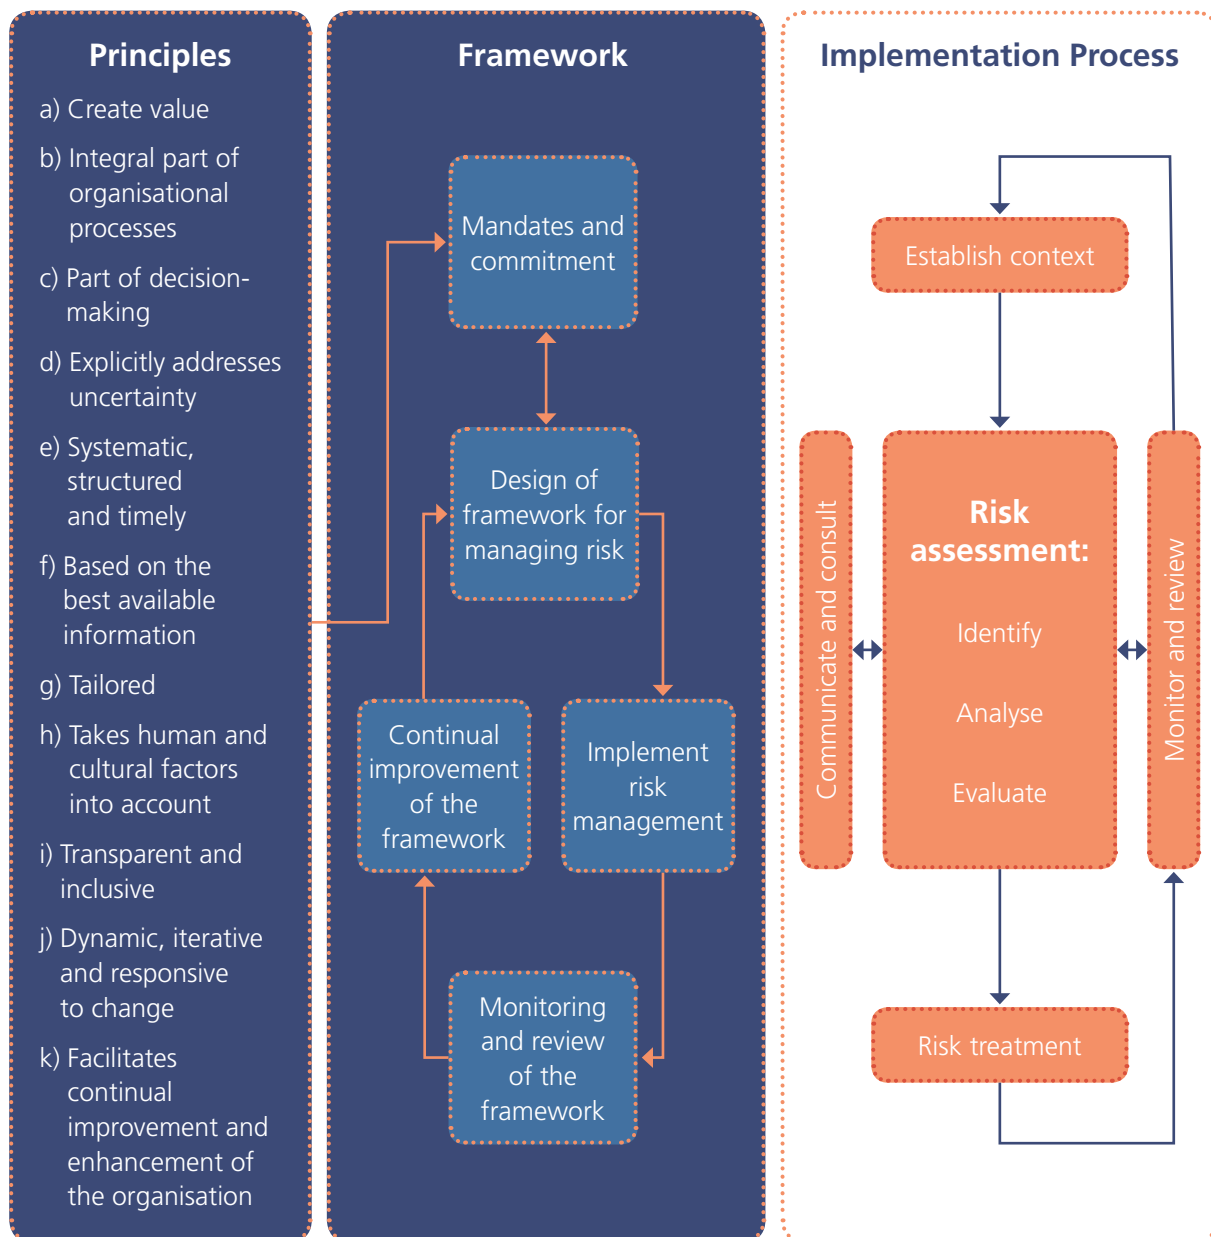 Principles
a) Create value
b) Integral part of
organisational
processes
c) Part of decision-
making
d) Explicitly addresses
uncertainty
e) Systematic,
structured
and timely
f) Based on the
best available
information
g) Tailored
h) Takes human and
cultural factors
into account
i) Transparent and
inclusive
j) Dynamic, iterative
and responsive
to change
k) Facilitates
continual
improvement and
enhancement of
the organisation
Framework
Mandates and
commitment
Design of
framework for
managing risk
Continual
improvement
of the
framework
Implement
risk
management
Monitoring
and review
of the
framework
Implementation Process
Establish context
Communicate and consult
Risk
assessment:
Identify
Analyse
Evaluate
Monitor and review
Risk treatment